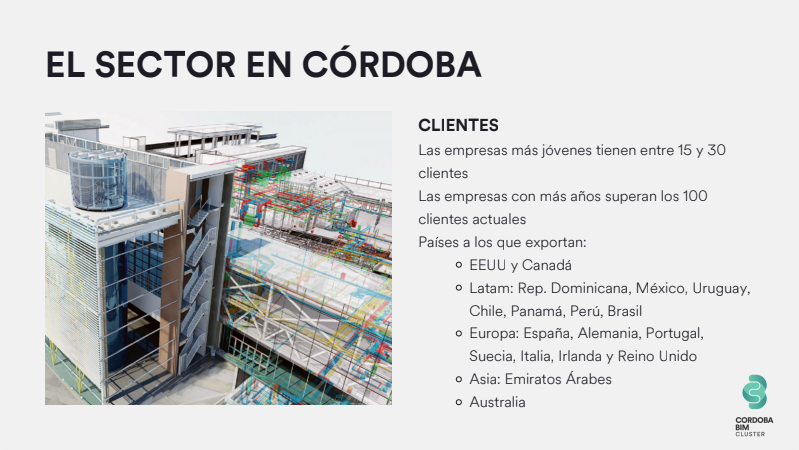 EL SECTOR EN CÓRDOBA
CLIENTES
Las empresas más jóvenes tienen entre 15 y 30
clientes
Las empresas con más años superan los 100
clientes actuales
Países a los que exportan:
EEUU y Canadá
Latam: Rep. Dominicana, México, Uruguay,
Chile, Panamá, Perú, Brasil
Europa: España, Alemania, Portugal,
Suecia, Italia, Irlanda y Reino Unido
Asia: Emiratos Árabes
Australia
CORDOBA
BIM
CLUSTER